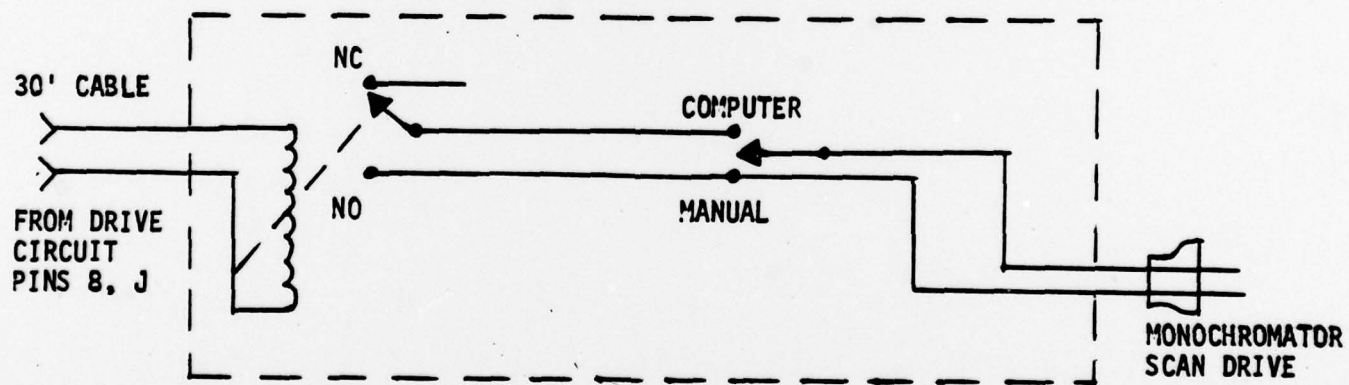 30' CABLE
FROM DRIVE
CIRCUIT
PINS 8, J
NC
NO
COMPUTER
MANUAL
MONOCHROMATOR
SCAN DRIVE